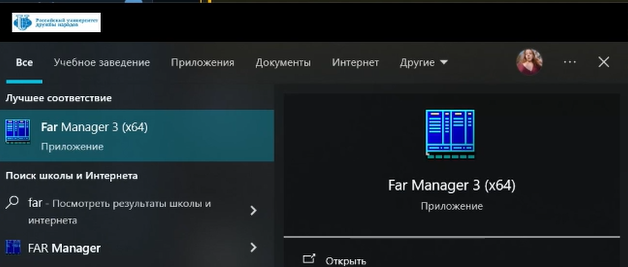 Российский университет
дружбы народов
Все Учебное заведение Приложения Документы Интернет Другие
Лучшее соответствие
Far Manager 3 (x64)
Приложение
Поиск школы и Интернета
far - Посмотреть результаты школы и
интернета
FAR Manager
Far Manager 3 (x64)
Приложение
Открыть